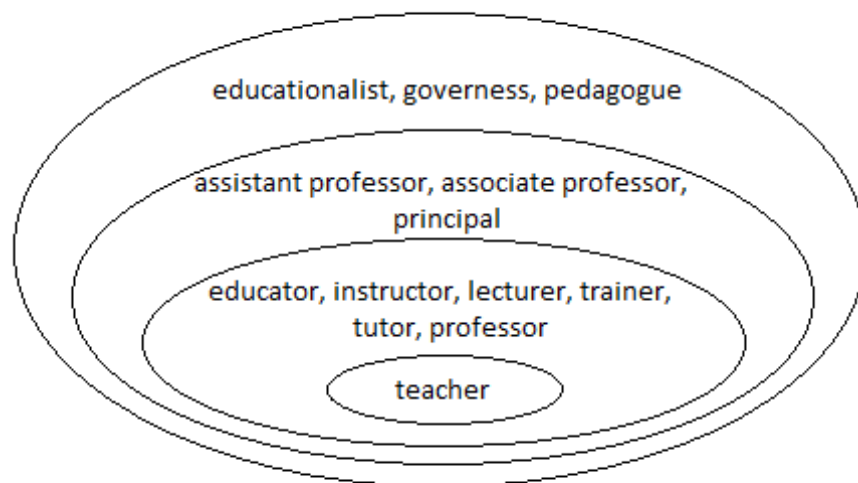 educationalist, governess, pedagogue
assistant professor, associate professor,
principal
educator, instructor, lecturer, trainer,
tutor, professor
teacher